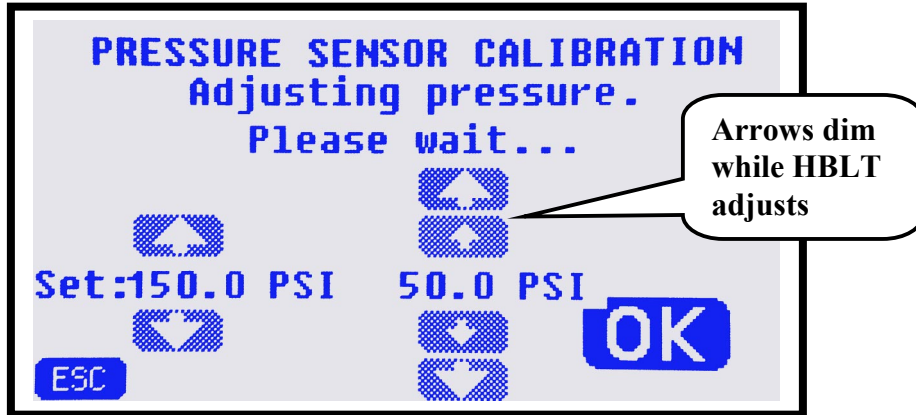 PRESSURE SENSOR CALIBRATION
Adjusting pressure.
Please wait...
Arrows dim
while HBLT
adjusts
Set:150.0 PSI
50.0 PSI
OK
ESC